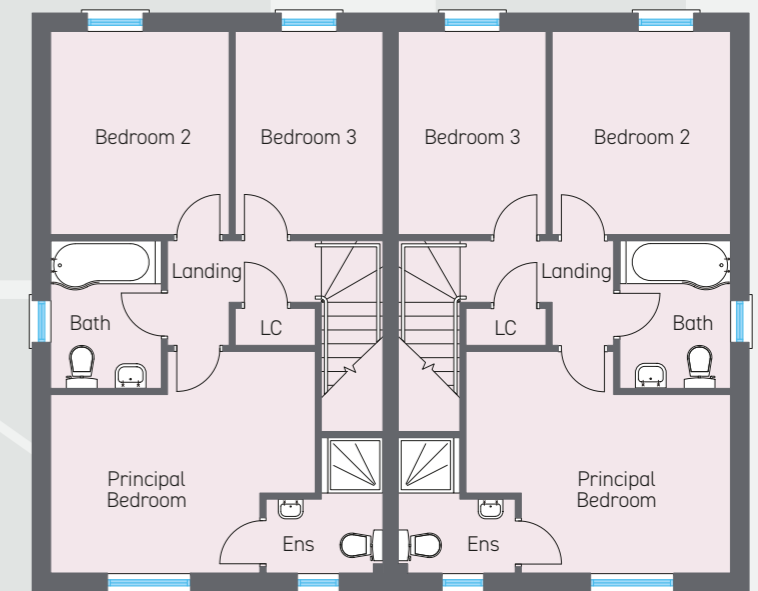 Bedroom 2
Bedroom 3
Bedroom 3
Bedroom 2
Landing
Landing
Bath
LC
LC
Bath
Principal
Bedroom
Principal
Bedroom
Ens
Ens